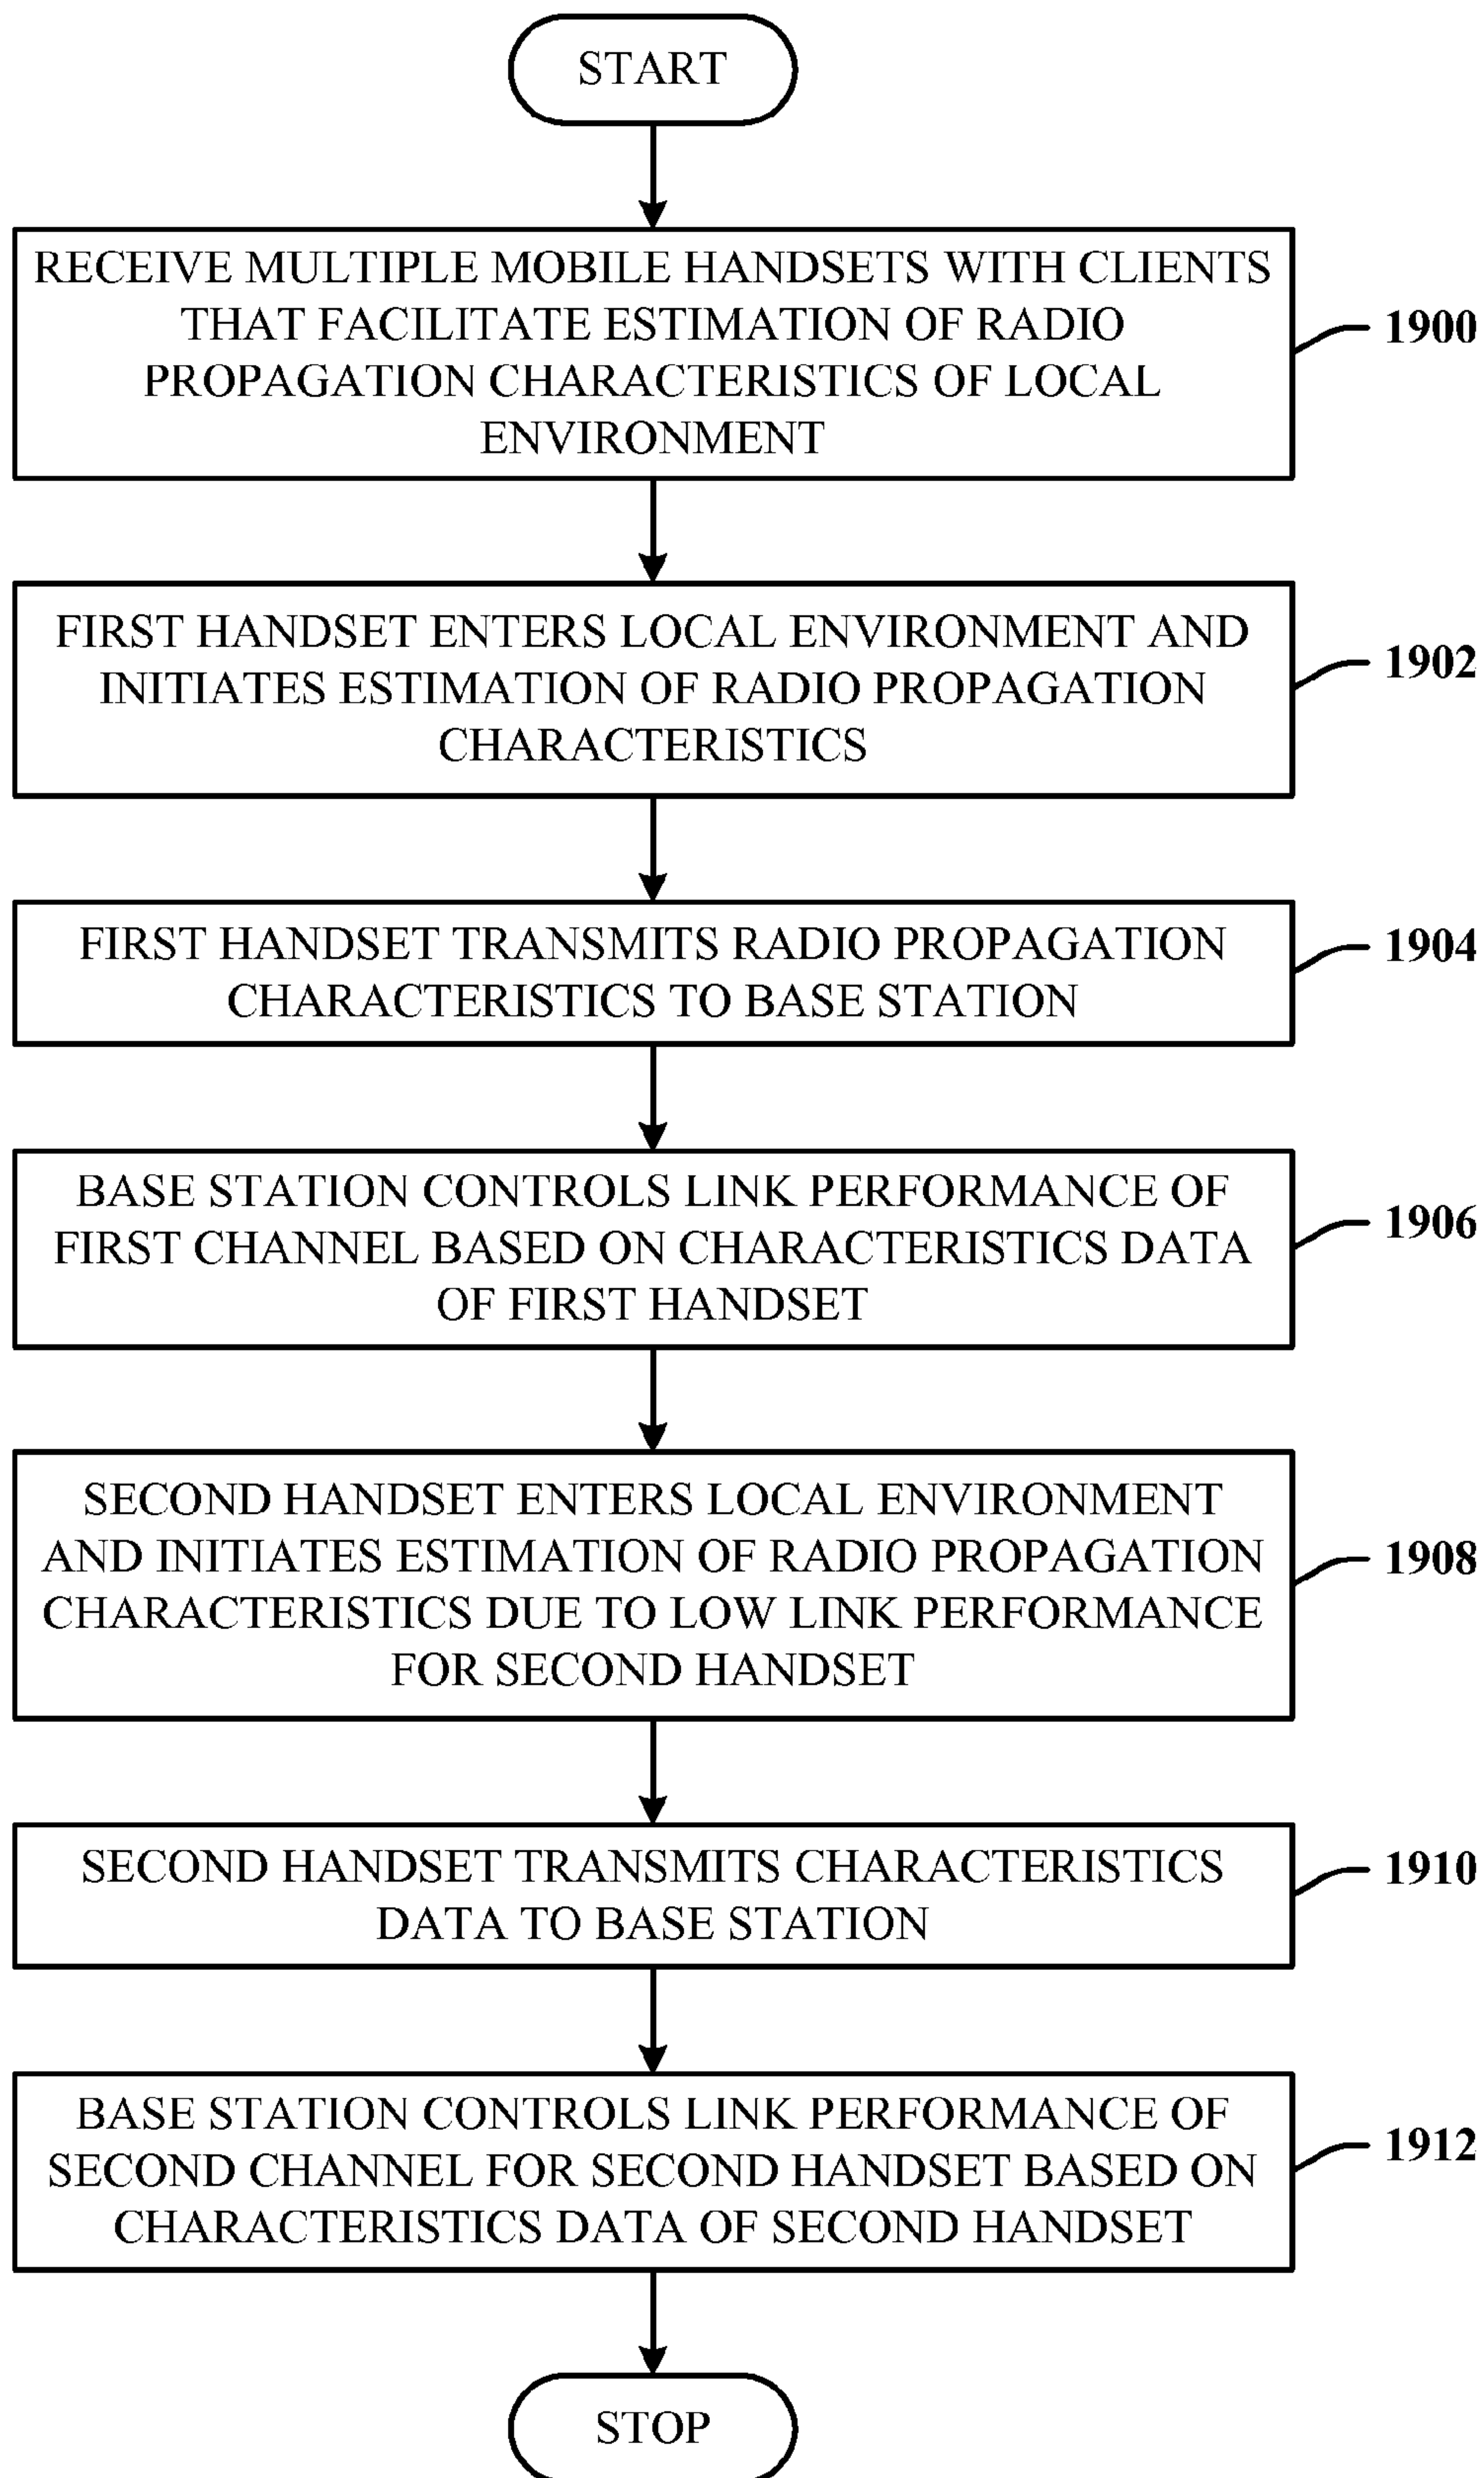 START
RECEIVE MULTIPLE MOBILE HANDSETS WITH CLIENTS
THAT FACILITATE ESTIMATION OF RADIO
PROPAGATION CHARACTERISTICS OF LOCAL
ENVIRONMENT
1900
FIRST HANDSET ENTERS LOCAL ENVIRONMENT AND
INITIATES ESTIMATION OF RADIO PROPAGATION
CHARACTERISTICS
1902
FIRST HANDSET TRANSMITS RADIO PROPAGATION
CHARACTERISTICS TO BASE STATION
1904
BASE STATION CONTROLS LINK PERFORMANCE OF
FIRST CHANNEL BASED ON CHARACTERISTICS DATA
OF FIRST HANDSET
1906
SECOND HANDSET ENTERS LOCAL ENVIRONMENT
AND INITIATES ESTIMATION OF RADIO PROPAGATION
CHARACTERISTICS DUE TO LOW LINK PERFORMANCE
FOR SECOND HANDSET
1908
SECOND HANDSET TRANSMITS CHARACTERISTICS
DATA TO BASE STATION
1910
BASE STATION CONTROLS LINK PERFORMANCE OF
SECOND CHANNEL FOR SECOND HANDSET BASED ON
CHARACTERISTICS DATA OF SECOND HANDSET
1912
STOP